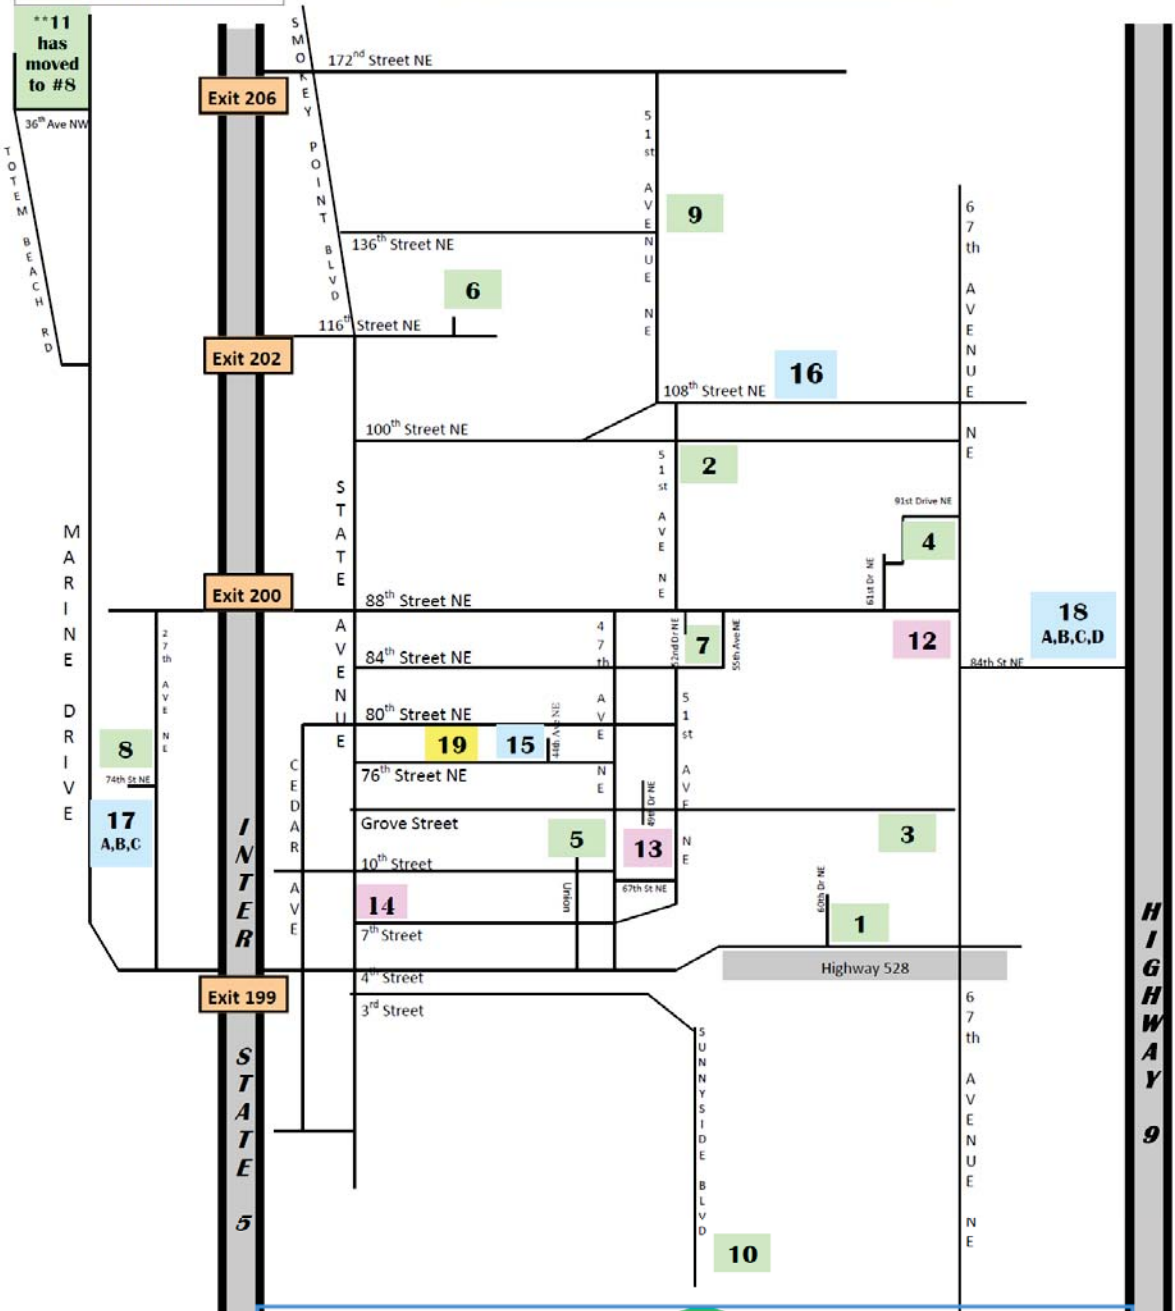 **11
has
moved
to #8
36th Ave NW
TOTEM BEACH RD
SMOKEY POINT BLVD
172nd Street NE
Exit 206
51st AVENUE NE
9
67th AVENUE NE
136th Street NE
6
116th Street NE
Exit 202
16
108th Street NE
100th Street NE
2
51st AVE NE
STATE AVENUE
MARINE DRIVE
91st Drive NE
4
61st Dr NE
Exit 200
88th Street NE
18
A,B,C,D
27th AVE NE
47th AVE NE
52nd Dr NE
7
55th Ave NE
12
84th Street NE
84th St NE
80th Street NE
44th Ave NE
51st AVE NE
8
19
15
74th St NE
76th Street NE
CEDAR AVE
49th Dr NE
17
A,B,C
Grove Street
5
13
3
10th Street
67th St NE
60th Dr NE
14
Union
1
7th Street
INTER STATE 5
HIGHWAY 9
4th Street
Highway 528
Exit 199
3rd Street
67th AVENUE NE
SUNNYSIDE BLVD
10